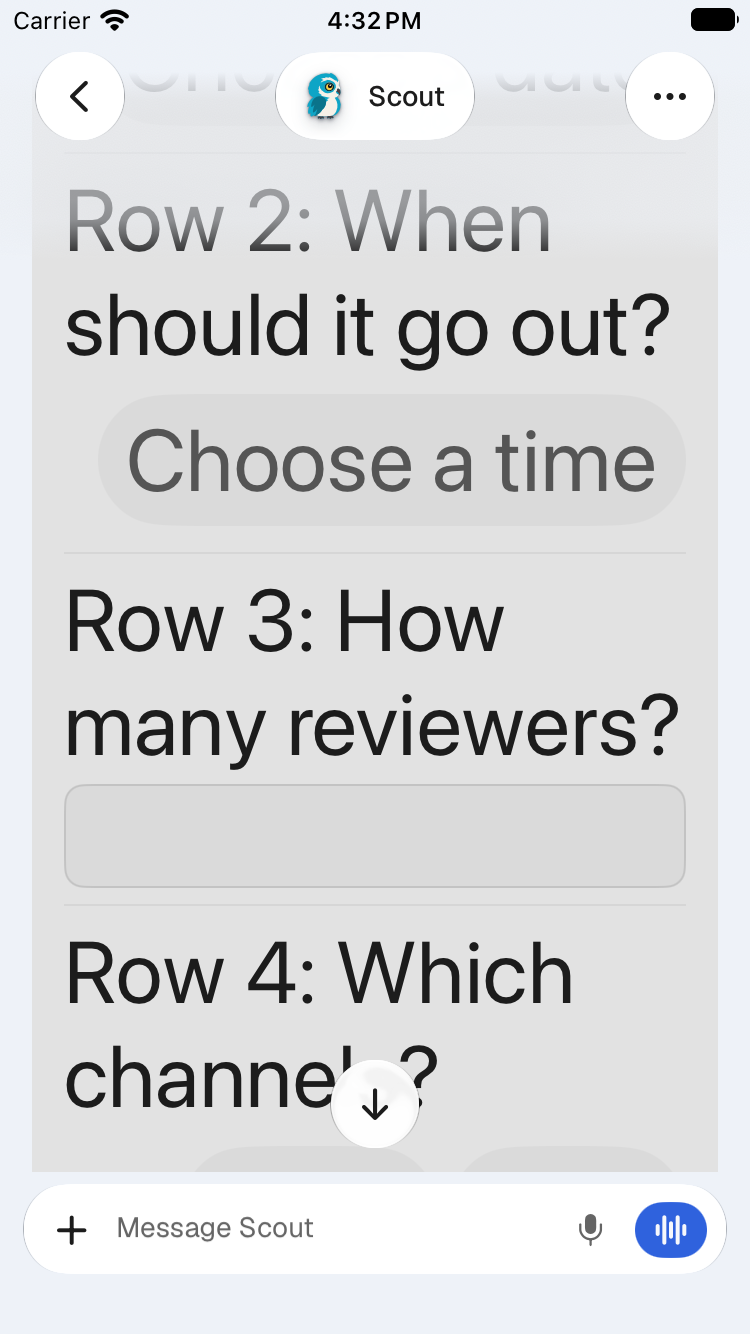 Carrier
4:32 PM
Scout
Row 2: When
should it go out?
Choose a time
Row 3: How
many reviewers?
Row 4: Which
?
Message Scout